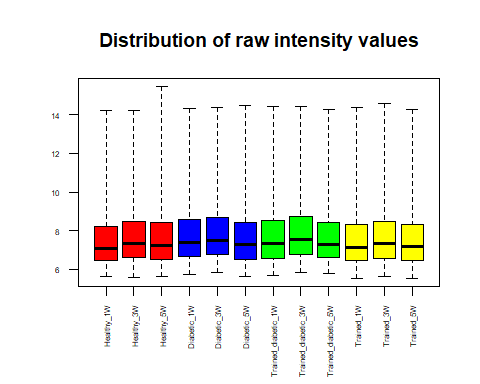 Distribution of raw intensity values
14
12
10
8
6
Healthy_1W
Healthy_3W
Healthy_5W
Diabetic_1W
Diabetic_3W
Diabetic_5W
Trained_diabetic_1W
Trained_diabetic_3W
Trained_diabetic_5W
Trained_1W
Trained_3W
Trained_5W